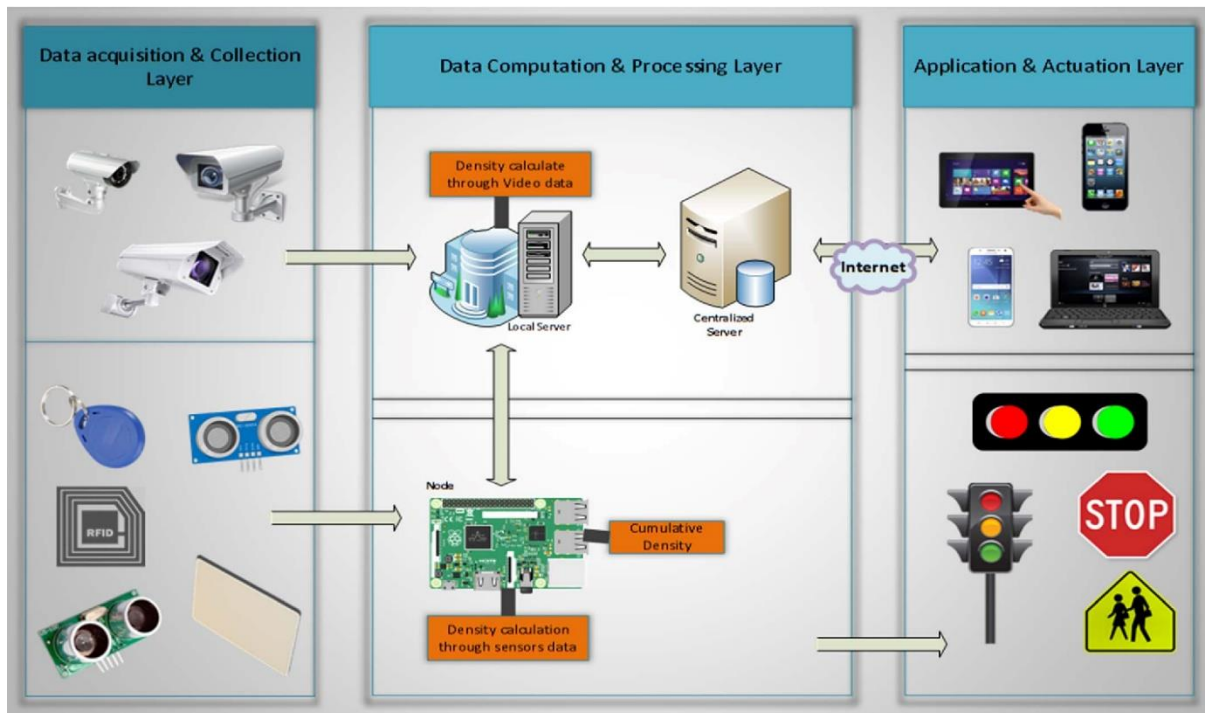 Data acquisition & Collection
Layer
Data Computation & Processing Layer
Application & Actuation Layer
Density calculate
through Video data
Internet
Local Server
Centralized
Server
Node
RFID
Cumulative
Density
STOP
Density calculation
through sensors data